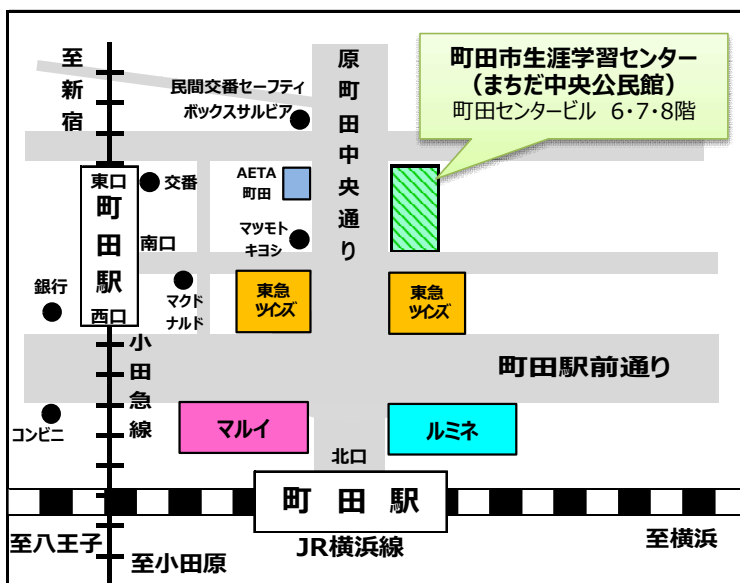 至新宿
原町田中央通り
町田市生涯学習センター
(まちだ中央公民館)
町田センタービル 6・7・8階
民間交番セーフティ
ボックスサルビア
東口
交番
AETA
町田
町田駅
南口
マツモト
キヨシ
銀行
マクド
ナルド
西口
東急
ツインズ
東急
ツインズ
小田急線
町田駅前通り
コンビニ
マルイ
ルミネ
北口
町田駅
至八王子
至小田原
JR横浜線
至横浜